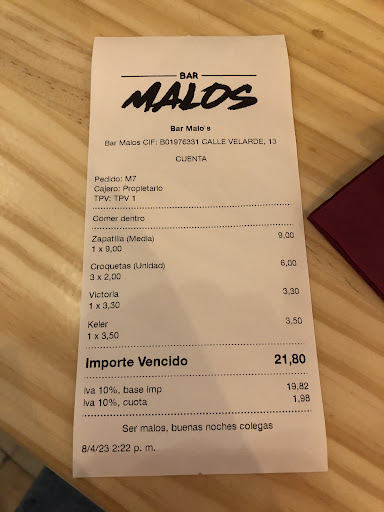 BAR
MALOS
Bar Malo's
Bar Malos CIF: B01976331 CALLE VELARDE, 13
CUENTA
Pedido: M7
Cajero: Propietario
TPV: TPV 1
Comer dentro
Zapatilla (Media) 9,00
1 x 9,00
Croquetas (Unidad) 6,00
3 x 2,00
Victoria 3,30
1 x 3,30
Keler 3,50
1 x 3,50
Importe Vencido 21,80
Iva 10%, base imp 19,82
Iva 10%, cuota 1,98
Ser malos, buenas noches colegas
8/4/23 2:22 p. m.